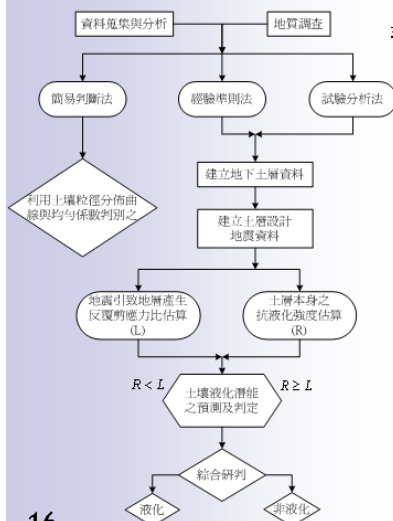 資料蒐集與分析
地質調查
簡易判斷法
經驗準則法
試驗分析法
利用土壤粒徑分佈曲
線與均勻係數判別之
建立地下土層資料
建立土層設計
地震資料
地震引致地層產生
反覆剪應力比估算
(L)
土層本身之
抗液化強度估算
(R)
R < L
土壤液化潛能
之預測及判定
R ≥ L
綜合研判
液化
非液化
16